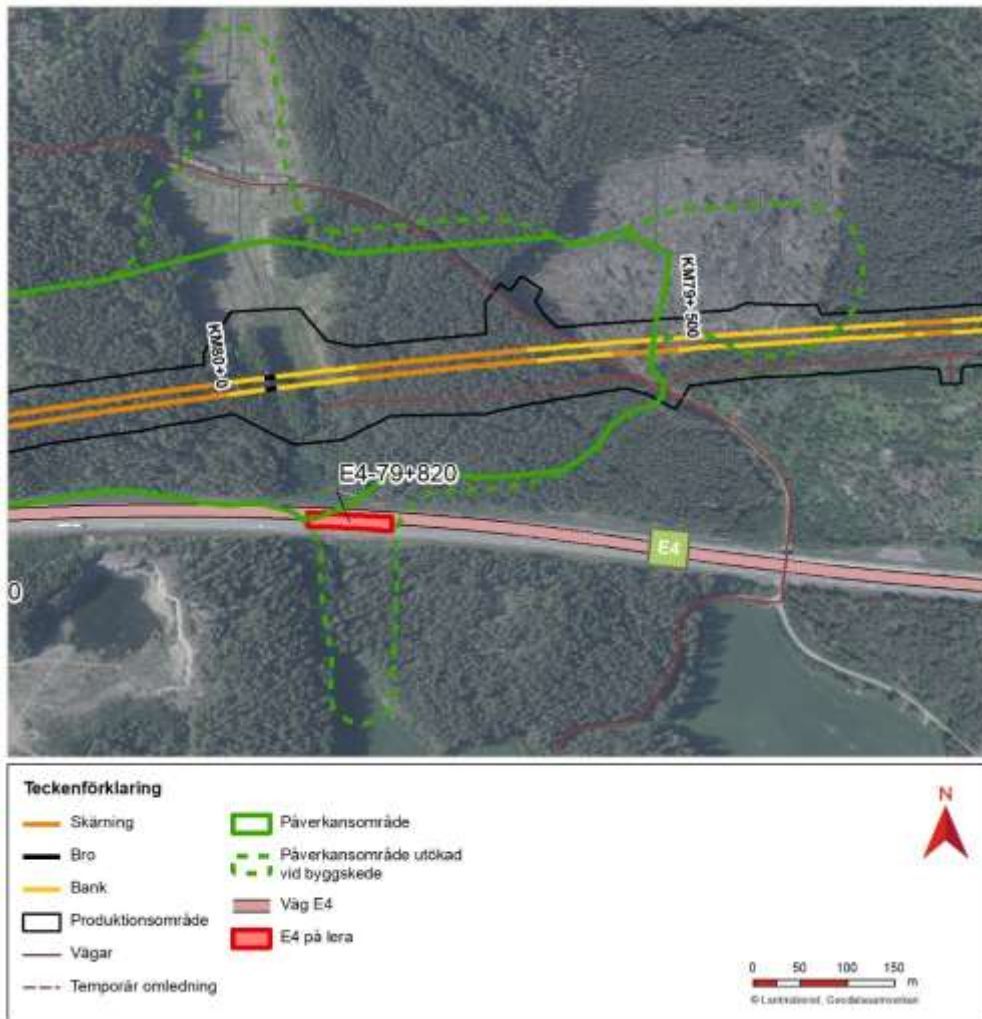 KM80+0
KM79+500
E4-79+820
E4
0
Teckenförklaring
Skärning
Bro
Bank
Produktionsområde
Vägar
Temporär omledning
Påverkansområde
Påverkansområde utökad
vid byggskede
Väg E4
E4 på lera
N
0 50 100 150
m
© Lantmäteriet, Geodatasamverkan